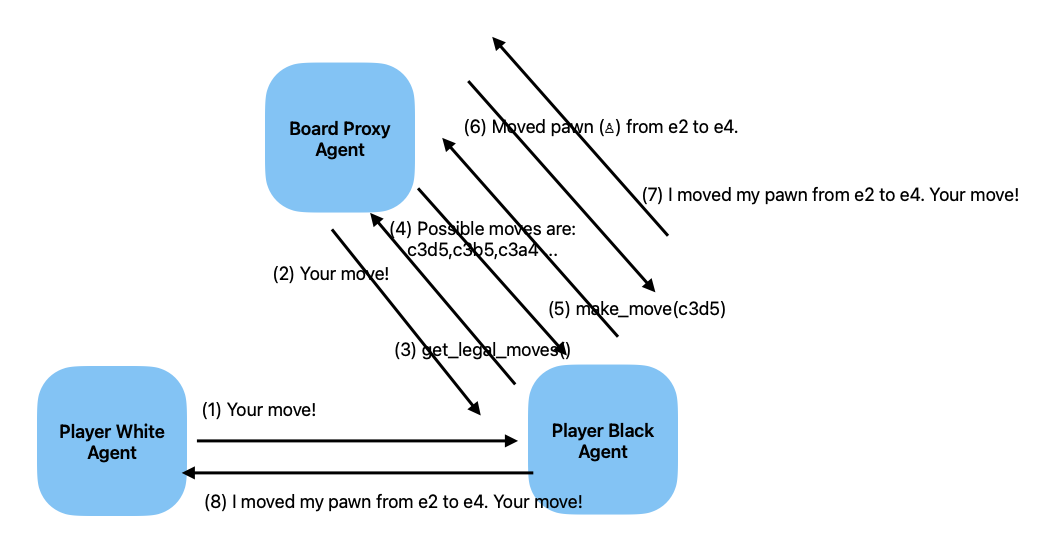 Board Proxy
Agent
(6) Moved pawn (♙) from e2 to e4.
(7) I moved my pawn from e2 to e4. Your move!
(4) Possible moves are:
c3d5,c3b5,c3a4 ...
(2) Your move!
(5) make_move(c3d5)
(3) get_legal_moves()
(1) Your move!
Player White
Agent
Player Black
Agent
(8) I moved my pawn from e2 to e4. Your move!